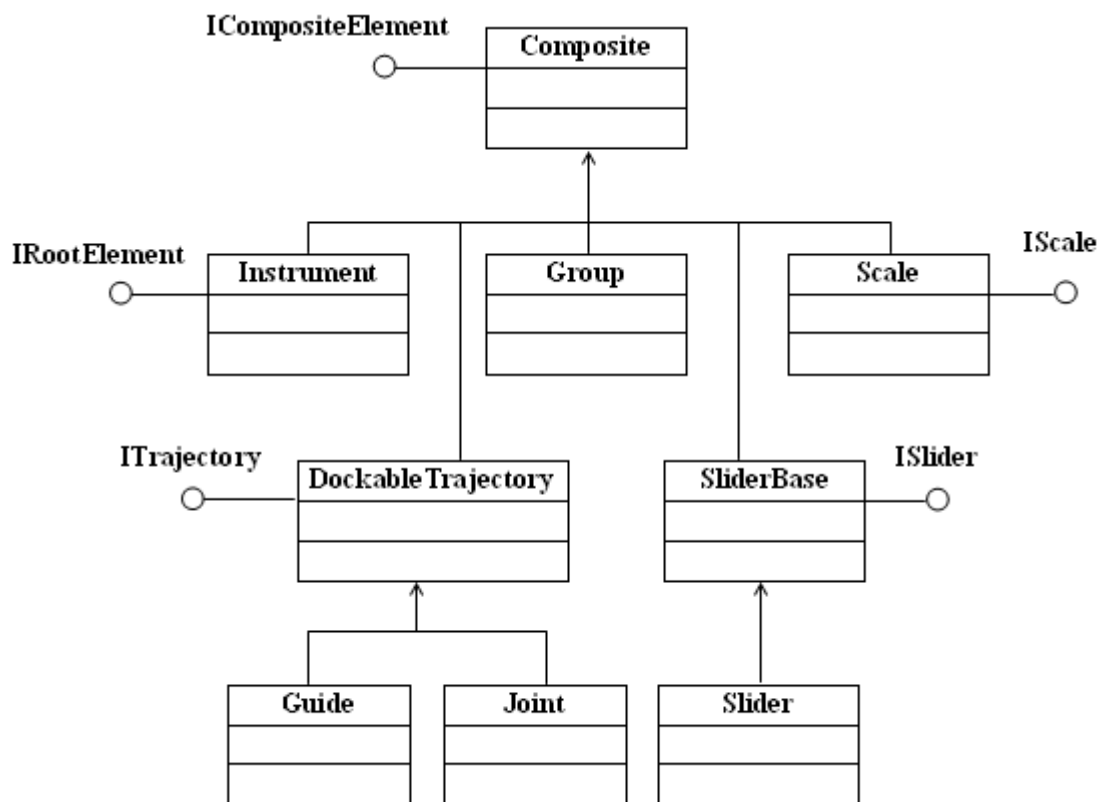 ICompositeElement
Composite
IRootElement
Instrument
Group
Scale
IScale
ITrajectory
DockableTrajectory
SliderBase
ISlider
Guide
Joint
Slider